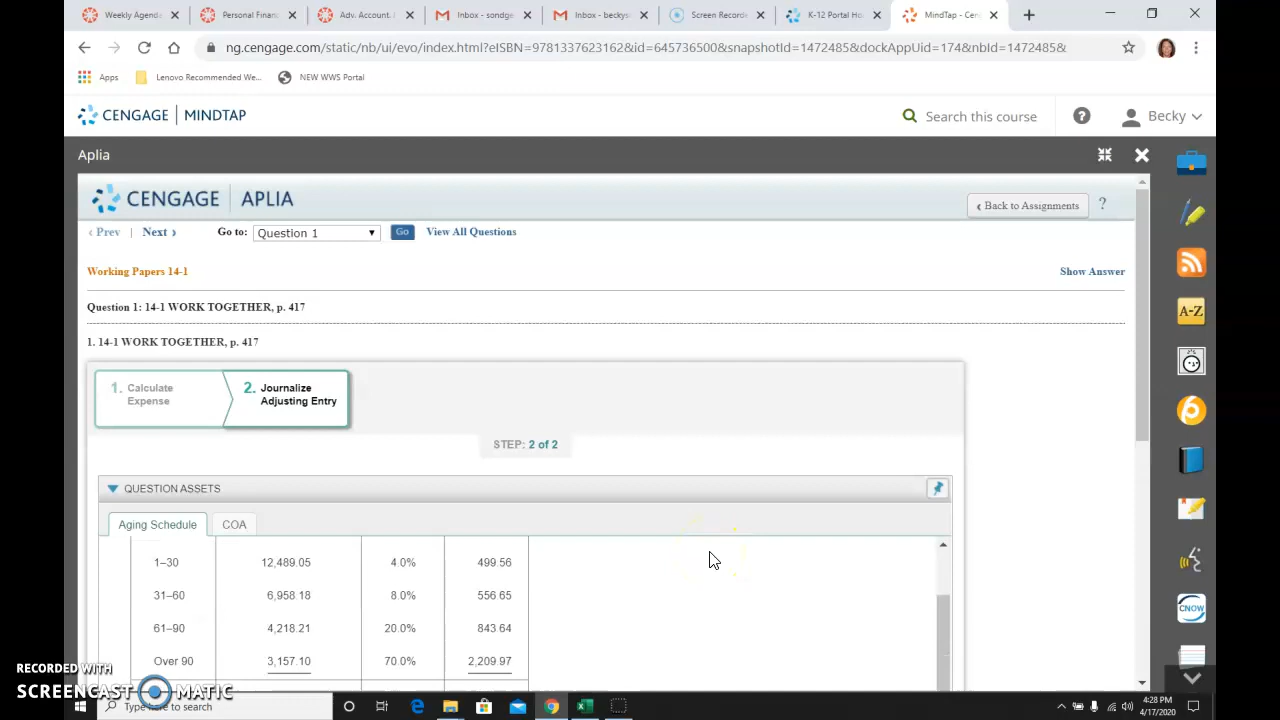 Weekly Agenda
Personal Finan
Adv. Account.
Inbox - sondge
Inbox - beckys
Screen Recorde
K-12 Portal Ho
MindTap - Cen
ng.cengage.com/static/nb/ui/evo/index.html?eISBN=9781337623162&id=645736500&snapshotId=1472485&dockAppUid=174&nbId=1472485&
Apps
Lenovo Recommended We...
NEW WWS Portal
CENGAGE | MINDTAP
Search this course
?
Becky
Aplia
CENGAGE | APLIA
‹ Back to Assignments
?
‹ Prev | Next ›
Go to:
Question 1
Go
View All Questions
Working Papers 14-1
Show Answer
Question 1: 14-1 WORK TOGETHER, p. 417
1. 14-1 WORK TOGETHER, p. 417
1. Calculate
Expense
2. Journalize
Adjusting Entry
STEP: 2 of 2
QUESTION ASSETS
Aging Schedule
COA
1–30 12,489.05 4.0% 499.56
31–60 6,958.18 8.0% 556.65
61–90 4,218.21 20.0% 843.64
Over 90 3,157.10 70.0% 2,209.97
A-Z
CNOW
RECORDED WITH
SCREENCAST MATIC
Type here to search
4:28 PM
4/17/2020